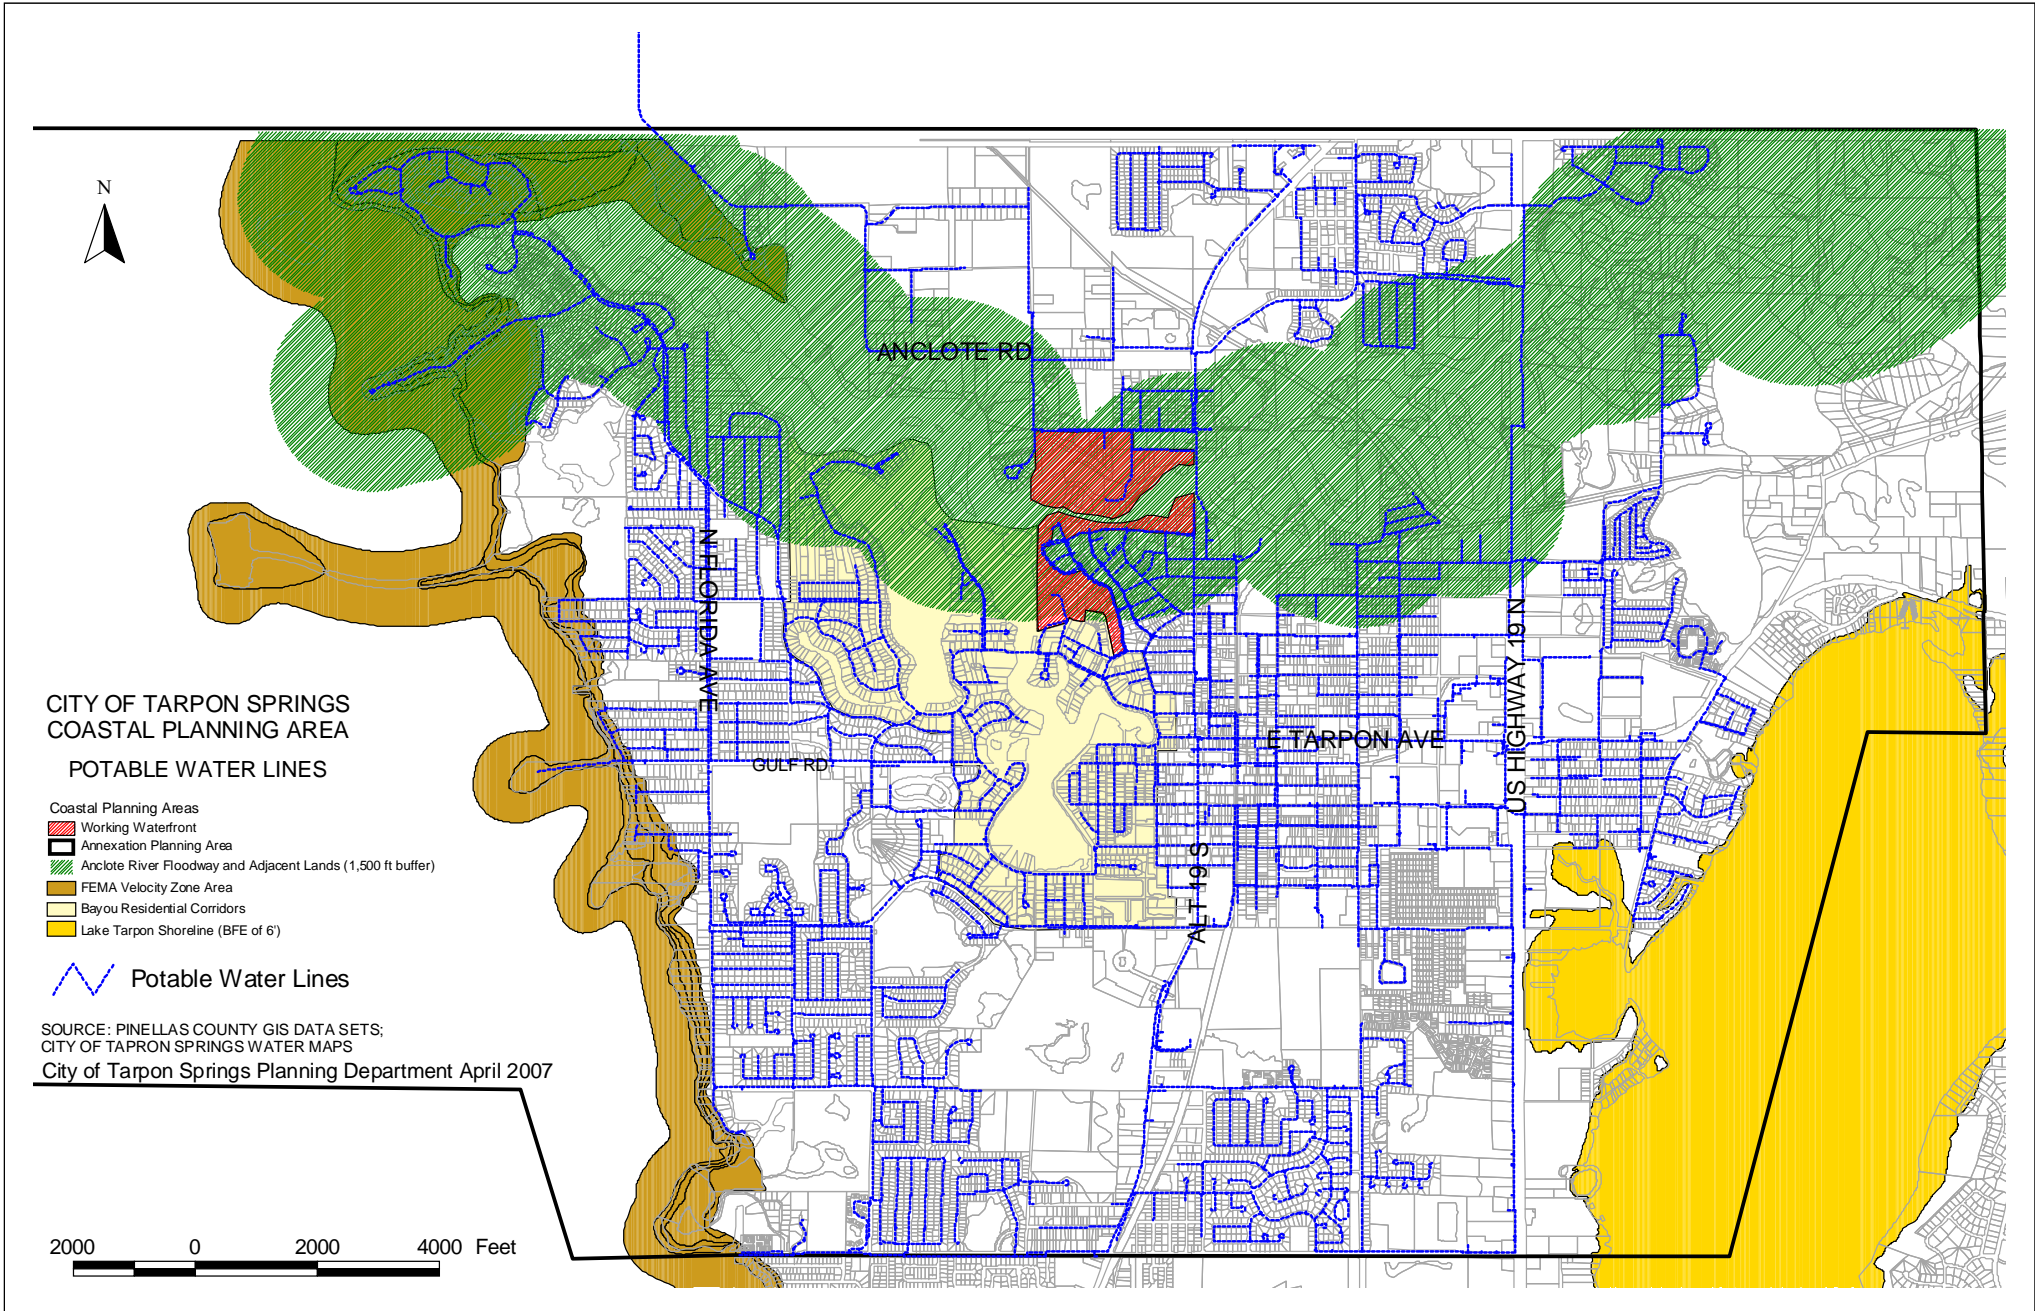 N
ANCLOTE RD
N FLORIDA AVE
US HIGHWAY 19 N
E TARPON AVE
GULF RD
ALT 19 S
CITY OF TARPON SPRINGS
COASTAL PLANNING AREA
POTABLE WATER LINES
Coastal Planning Areas
Working Waterfront
Annexation Planning Area
Anclote River Floodway and Adjacent Lands (1,500 ft buffer)
FEMA Velocity Zone Area
Bayou Residential Corridors
Lake Tarpon Shoreline (BFE of 6')
Potable Water Lines
SOURCE: PINELLAS COUNTY GIS DATA SETS;
CITY OF TAPRON SPRINGS WATER MAPS
City of Tarpon Springs Planning Department April 2007
2000 0 2000 4000 Feet